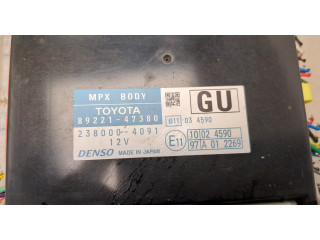 MPX BODY
TOYOTA
89221-47380
238000-4091
12V
DENSO MADE IN JAPAN
GU
B11 03 4590
E11 10 02 4590
97 A 01 2269